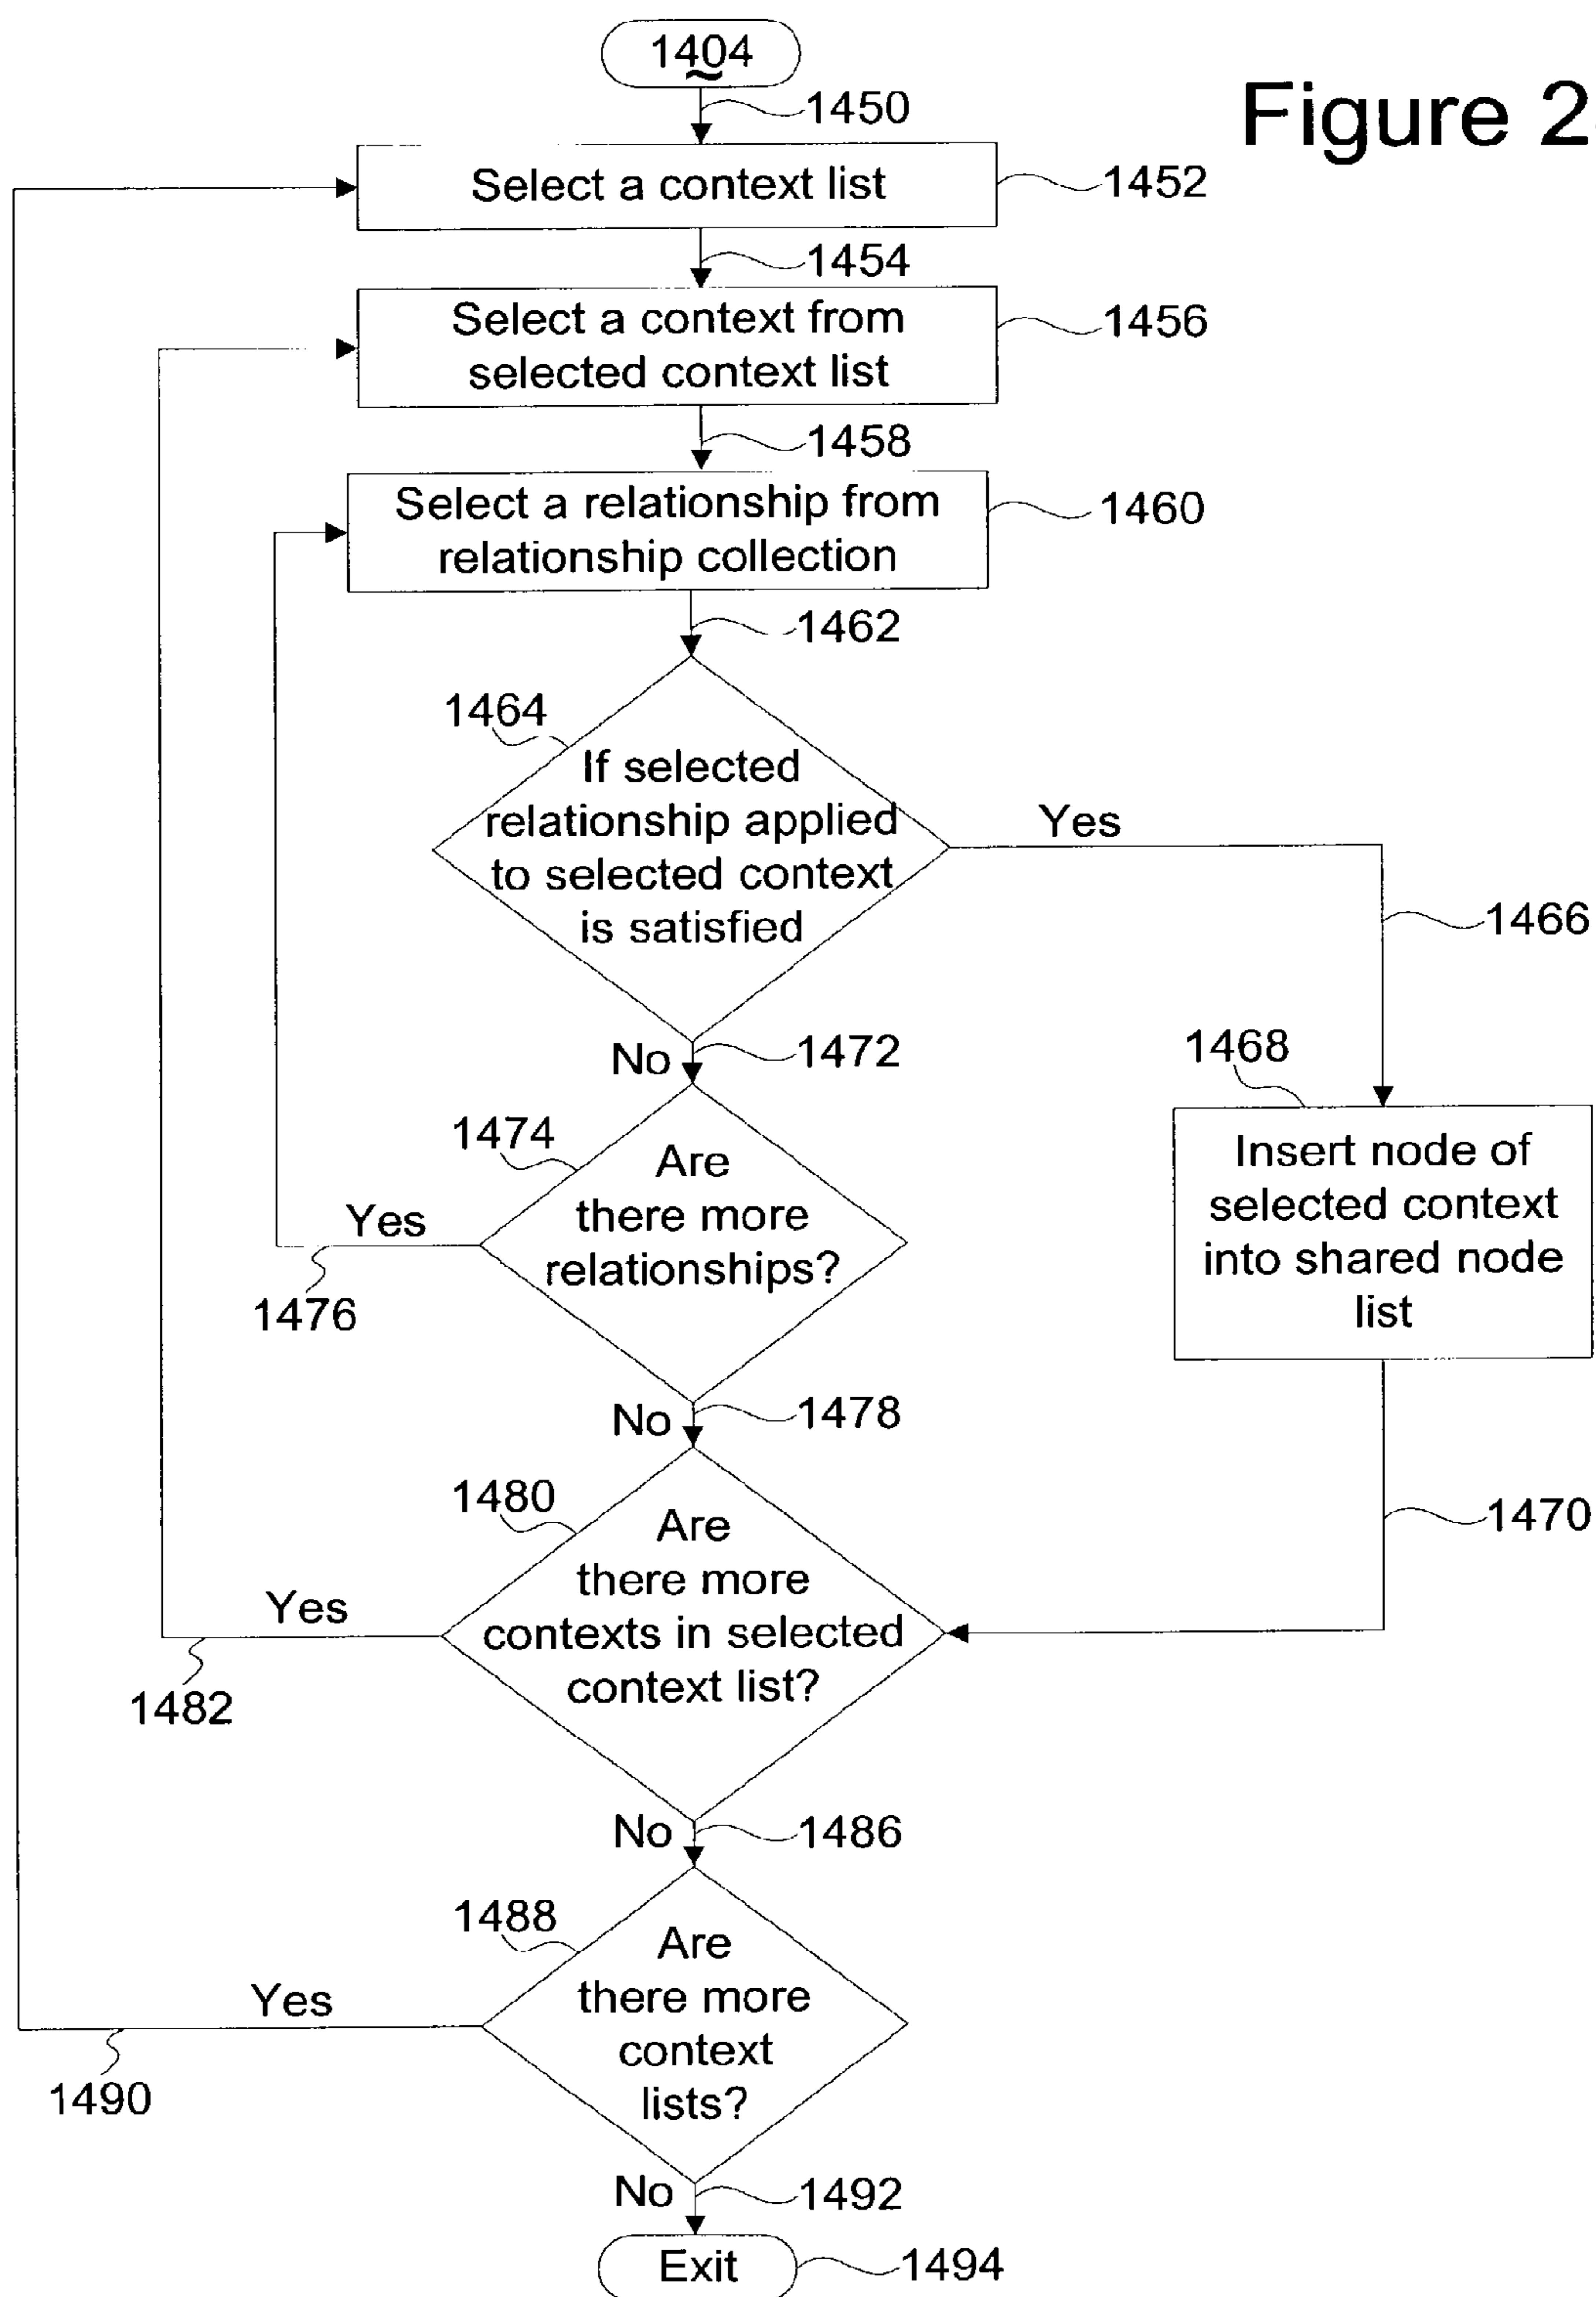 1404
Figure 2
1450
Select a context list
1452
1454
Select a context from
selected context list
1456
1458
Select a relationship from
relationship collection
1460
1462
1464
If selected
relationship applied
to selected context
is satisfied
Yes
1466
No
1472
1468
Insert node of
selected context
into shared node
list
1474
Are
there more
relationships?
Yes
1476
No
1478
1470
1480
Are
there more
contexts in selected
context list?
Yes
1482
No
1486
1488
Are
there more
context
lists?
Yes
1490
No
1492
Exit
1494